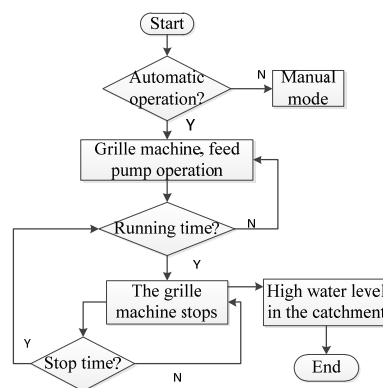 Start
Automatic
operation?
N
Manual
mode
Y
Grille machine, feed
pump operation
Running time?
N
Y
The grille
machine stops
High water level
in the catchment
Y
Stop time?
N
End